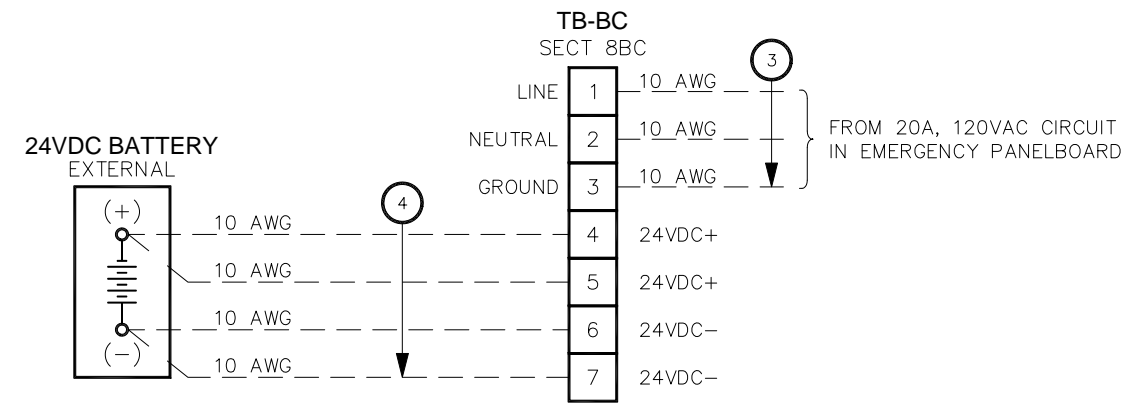 TB-BC
SECT 8BC
3
LINE 1 10 AWG
NEUTRAL 2 10 AWG
GROUND 3 10 AWG
FROM 20A, 120VAC CIRCUIT
IN EMERGENCY PANELBOARD
24VDC BATTERY
EXTERNAL
(+)
(-)
4
10 AWG 4 24VDC+
10 AWG 5 24VDC+
10 AWG 6 24VDC-
10 AWG 7 24VDC-